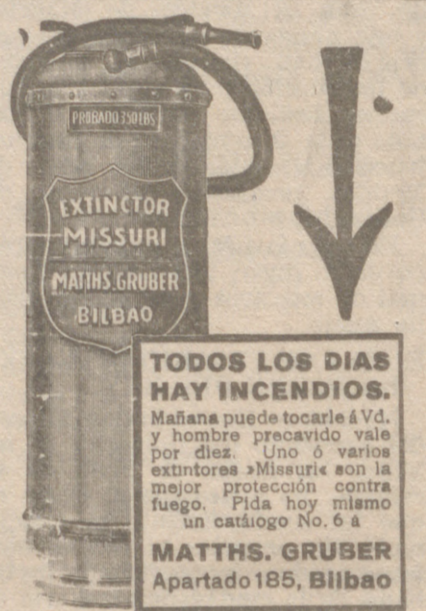 PROBADO 350 LBS
EXTINCTOR
MISSURI
MATTHS. GRUBER
BILBAO
TODOS LOS DIAS
HAY INCENDIOS.
Mañana puede tocarle á Vd.
y hombre precavido vale
por diez. Uno ó varios
extintores »Missuri« son la
mejor protección contra
fuego. Pida hoy mismo
un catálogo No. 6 á
MATTHS. GRUBER
Apartado 185, Bilbao